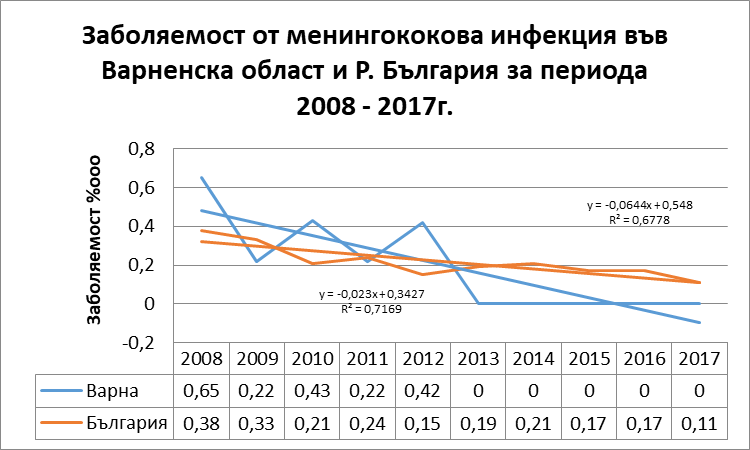 Заболяемост от менингококова инфекция във
Варненска област и Р. България за периода
2008 - 2017г.
Заболяемост %ооо
0,8
0,6
0,4
0,2
0
-0,2
y = -0,0644x + 0,548
R² = 0,6778
y = -0,023x + 0,3427
R² = 0,7169
2008 2009 2010 2011 2012 2013 2014 2015 2016 2017
Варна 0,65 0,22 0,43 0,22 0,42 0 0 0 0 0
България 0,38 0,33 0,21 0,24 0,15 0,19 0,21 0,17 0,17 0,11